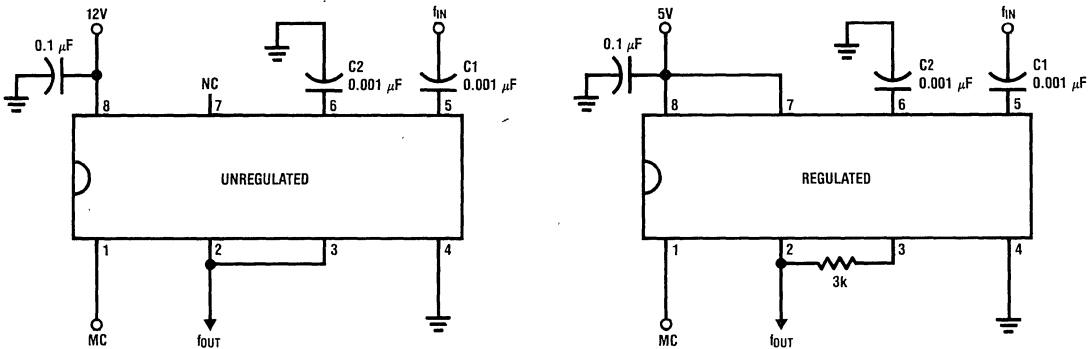 12V
fIN
0.1 µF
C2
0.001 µF
C1
0.001 µF
NC
8
7
6
5
UNREGULATED
1
2
3
4
MC
fOUT
5V
fIN
0.1 µF
C2
0.001 µF
C1
0.001 µF
8
7
6
5
REGULATED
1
2
3
4
3k
MC
fOUT